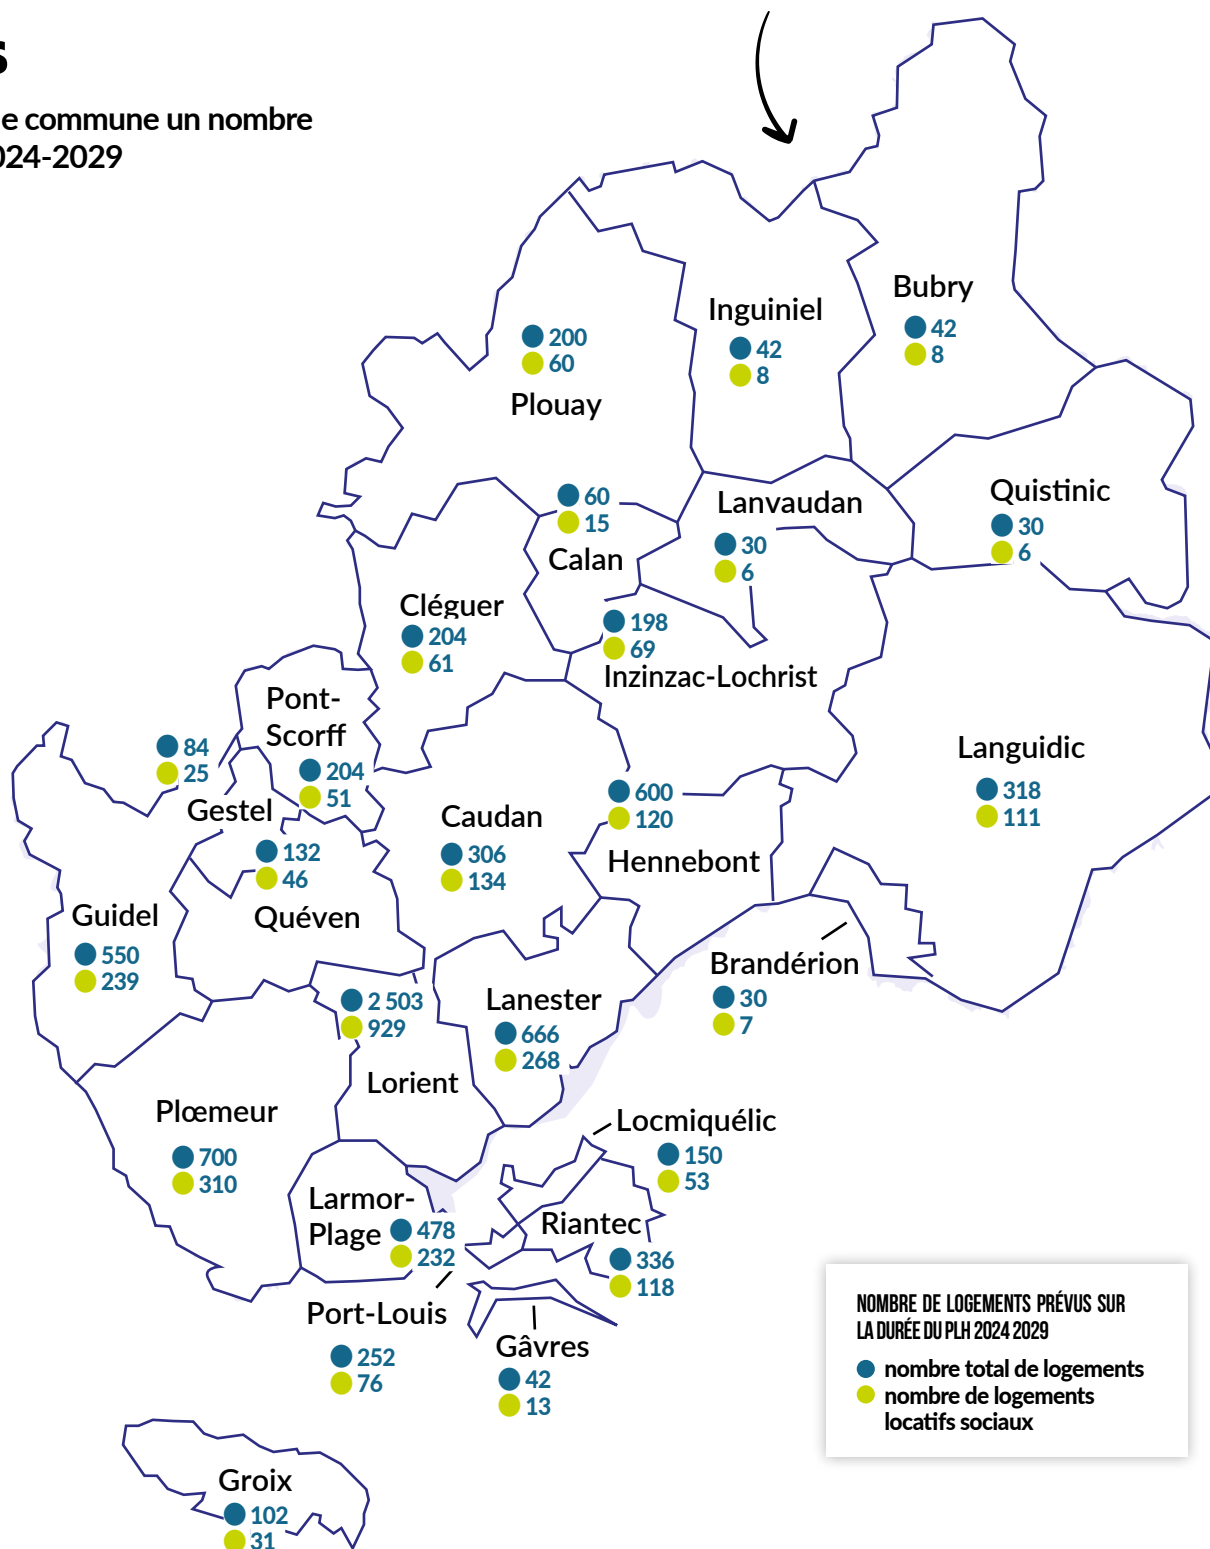 s
e commune un nombre
024-2029
Bubry
42
8
Inguiniel
42
8
200
60
Plouay
Quistinic
30
6
Lanvaudan
30
6
60
15
Calan
Cléguer
204
61
198
69
Inzinzac-Lochrist
Pont-
Scorff
204
51
84
25
Gestel
Languidic
318
111
600
120
Hennebont
Caudan
306
134
132
46
Quéven
Guidel
550
239
Brandérion
30
7
Lanester
666
268
2 503
929
Lorient
Plœmeur
700
310
Locmiquélic
150
53
Larmor-
Plage
478
232
Riantec
336
118
Port-Louis
252
76
Gâvres
42
13
Groix
102
31
NOMBRE DE LOGEMENTS PRÉVUS SUR
LA DURÉE DU PLH 2024 2029
nombre total de logements
nombre de logements
locatifs sociaux